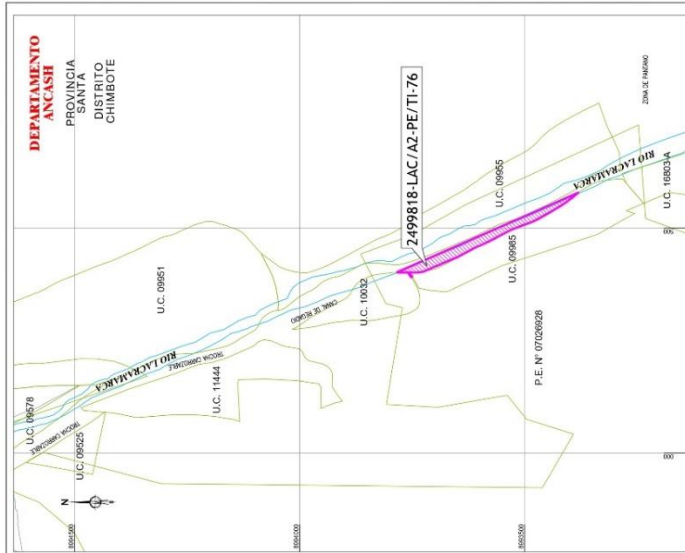 DEPARTAMENTO
ANCASH
PROVINCIA
SANTA
DISTRITO
CHIMBOTE
2499818-LAC/A2-PE/TI-76
ZONA DE PANTANO
RIO LACRAMARCA
U.C. 16803-A
U.C. 09955
U.C. 09985
U.C. 10032
CANAL DE REGADIO
P.E. N° 07026928
U.C. 09951
RIO LACRAMARCA
TROCHA CARROZABLE
U.C. 11444
U.C. 09578
TROCHA CARROZABLE
U.C. 09525
N